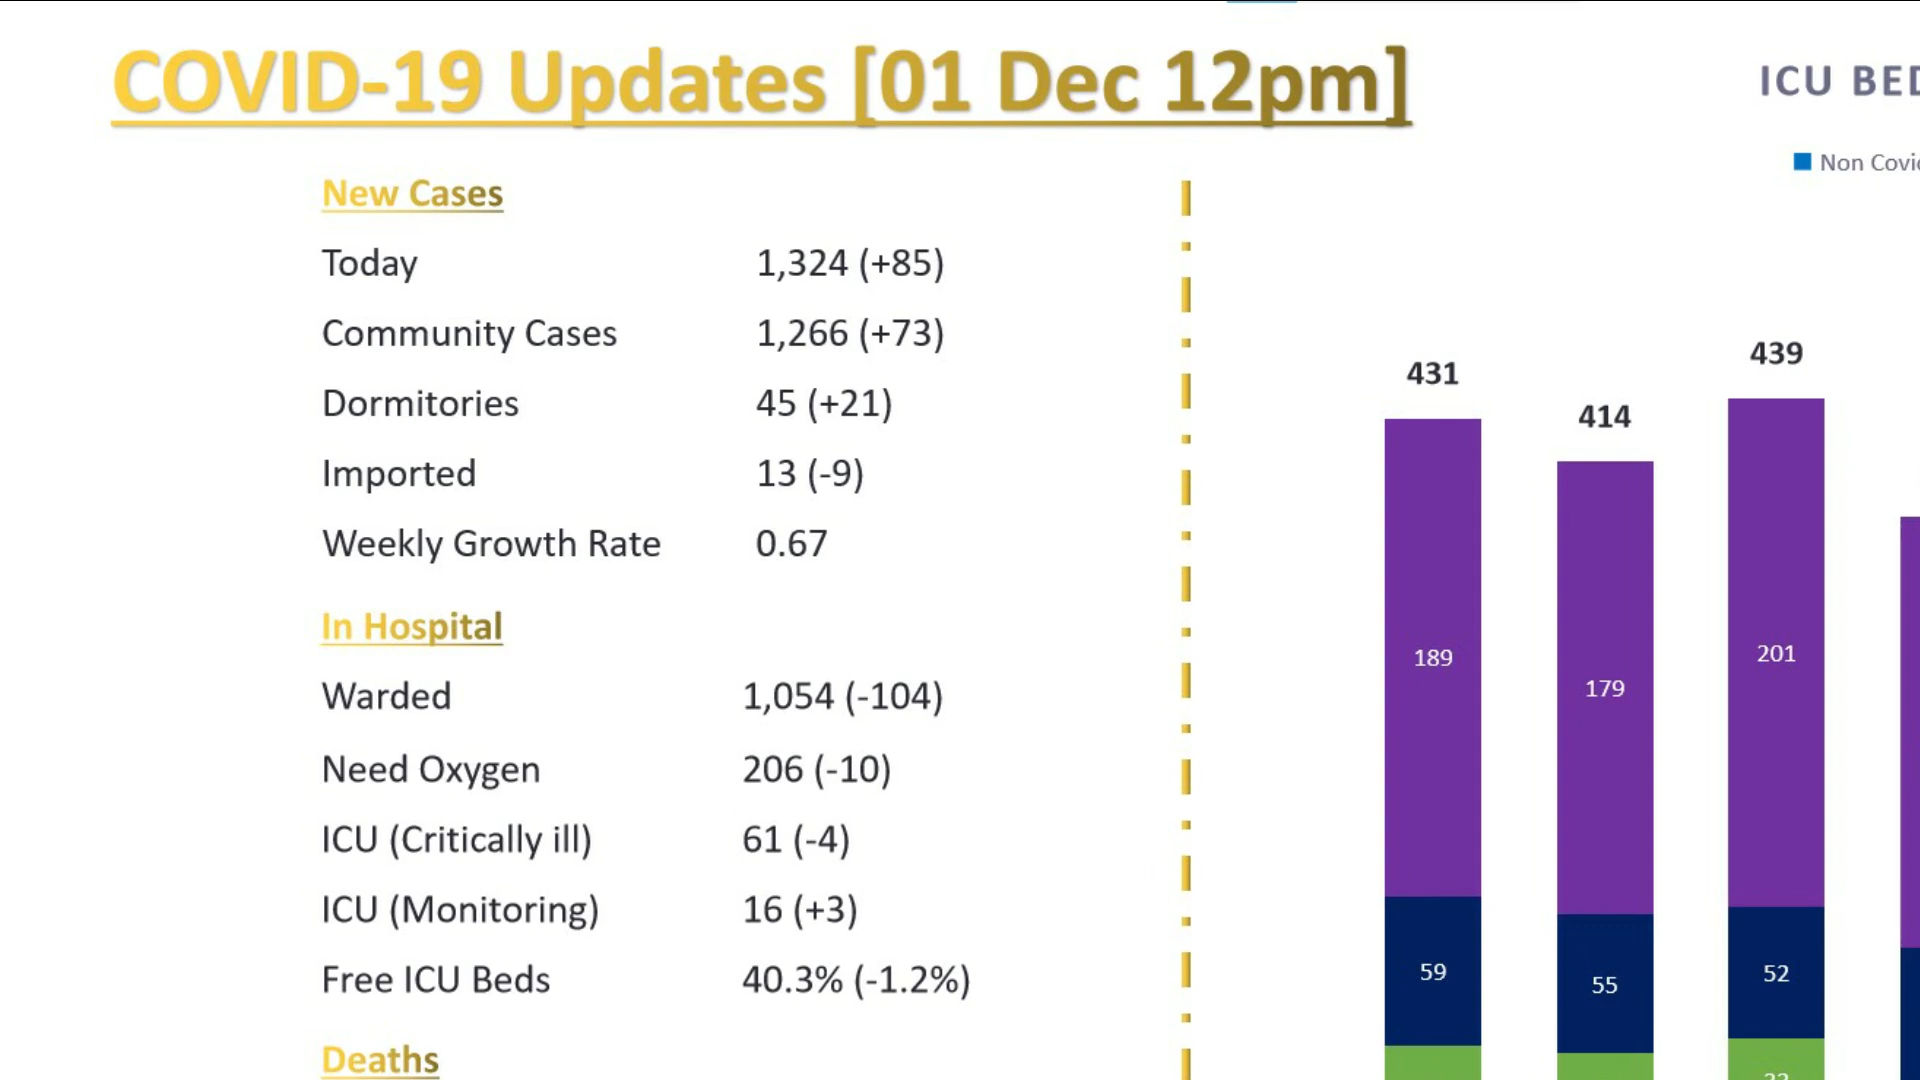 COVID-19 Updates [01 Dec 12pm]
New Cases
Today 1,324 (+85)
Community Cases 1,266 (+73)
Dormitories 45 (+21)
Imported 13 (-9)
Weekly Growth Rate 0.67
In Hospital
Warded 1,054 (-104)
Need Oxygen 206 (-10)
ICU (Critically ill) 61 (-4)
ICU (Monitoring) 16 (+3)
Free ICU Beds 40.3% (-1.2%)
Deaths
ICU
Non
431
414
439
189
179
201
59
55
52